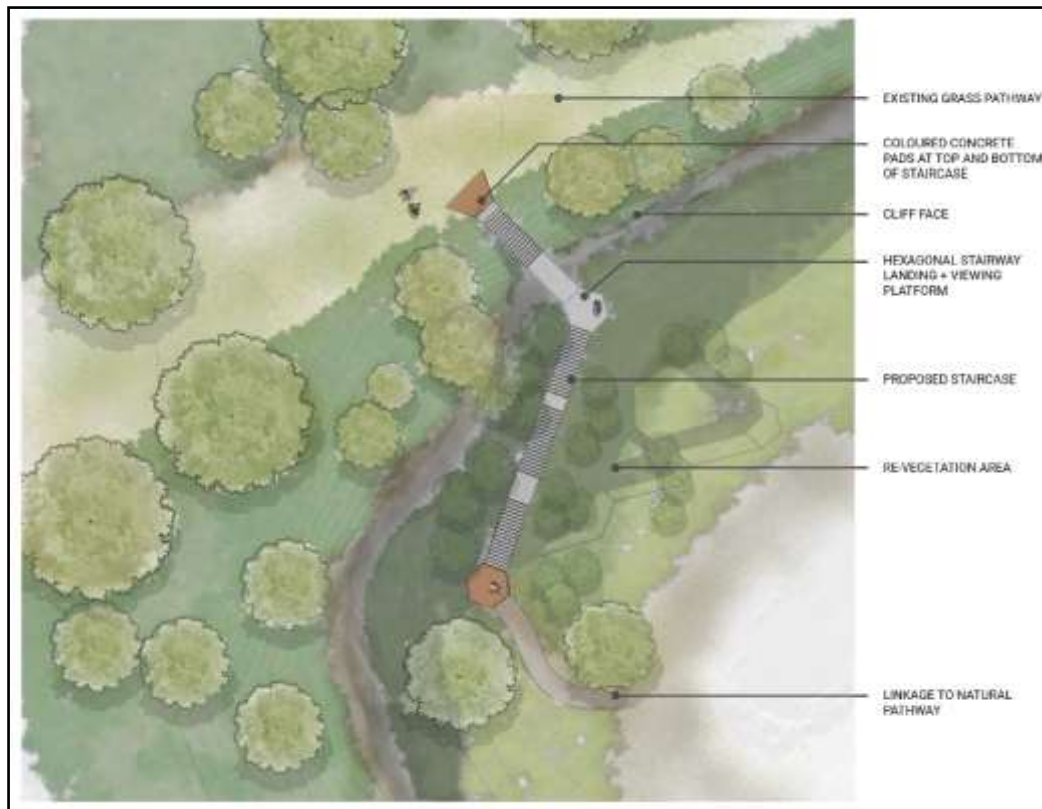 EXISTING GRASS PATHWAY
COLOURED CONCRETE
PADS AT TOP AND BOTTOM
OF STAIRCASE
CLIFF FACE
HEXAGONAL STAIRWAY
LANDING + VIEWING
PLATFORM
PROPOSED STAIRCASE
RE-VEGETATION AREA
LINKAGE TO NATURAL
PATHWAY